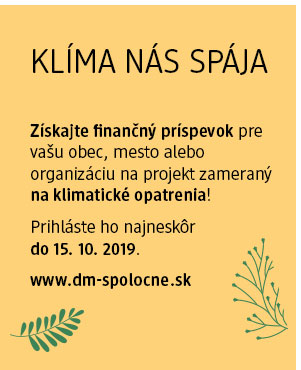 KLÍMA NÁS SPÁJA
Získajte finančný príspevok pre
vašu obec, mesto alebo
organizáciu na projekt zameraný
na klimatické opatrenia!
Prihláste ho najneskôr
do 15. 10. 2019.
www.dm-spolocne.sk